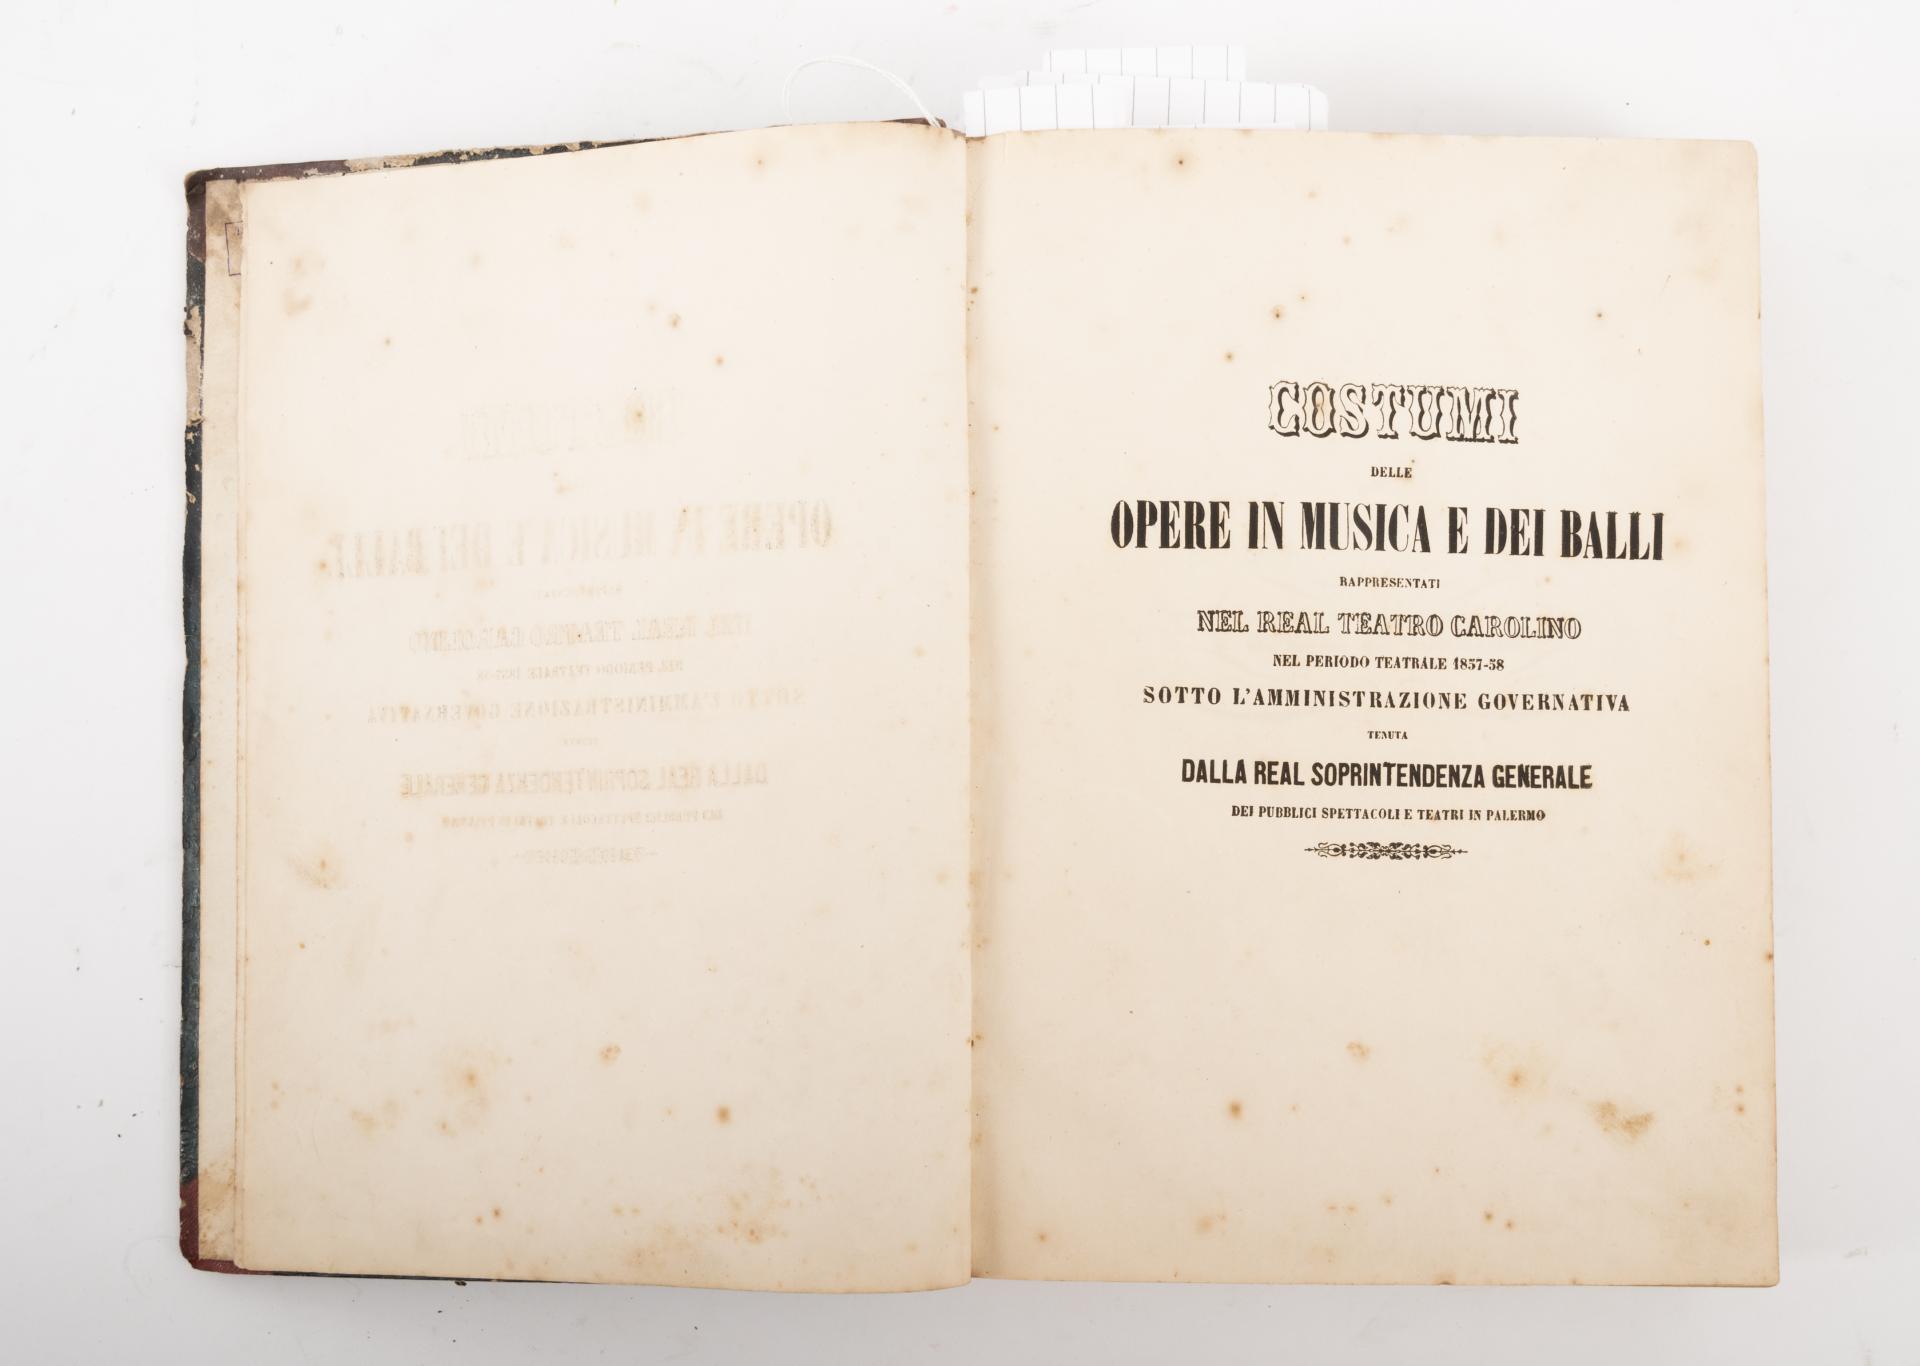 COSTUMI
DELLE
OPERE IN MUSICA E DEI BALLI
RAPPRESENTATI
NEL REAL TEATRO CAROLINO
NEL PERIODO TEATRALE 1857-58
SOTTO L'AMMINISTRAZIONE GOVERNATIVA
TENUTA
DALLA REAL SOPRINTENDENZA GENERALE
DEI PUBBLICI SPETTACOLI E TEATRI IN PALERMO